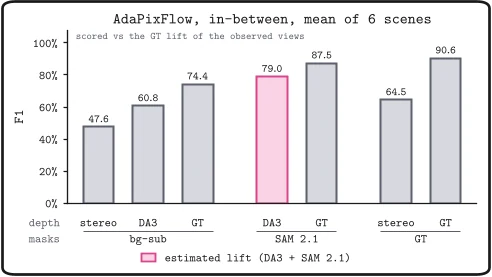 AdaPixFlow, in-between, mean of 6 scenes
scored vs the GT lift of the observed views
F1
100%
80%
60%
40%
20%
0%
47.6
60.8
74.4
79.0
87.5
64.5
90.6
depth stereo DA3 GT DA3 GT stereo GT
masks bg-sub SAM 2.1 GT
estimated lift (DA3 + SAM 2.1)